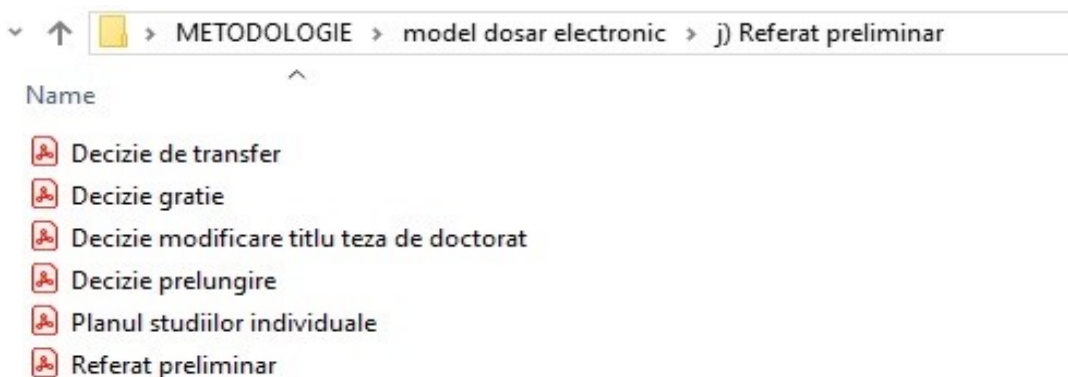 METODOLOGIE > model dosar electronic > j) Referat preliminar
Name
Decizie de transfer
Decizie gratie
Decizie modificare titlu teza de doctorat
Decizie prelungire
Planul studiilor individuale
Referat preliminar